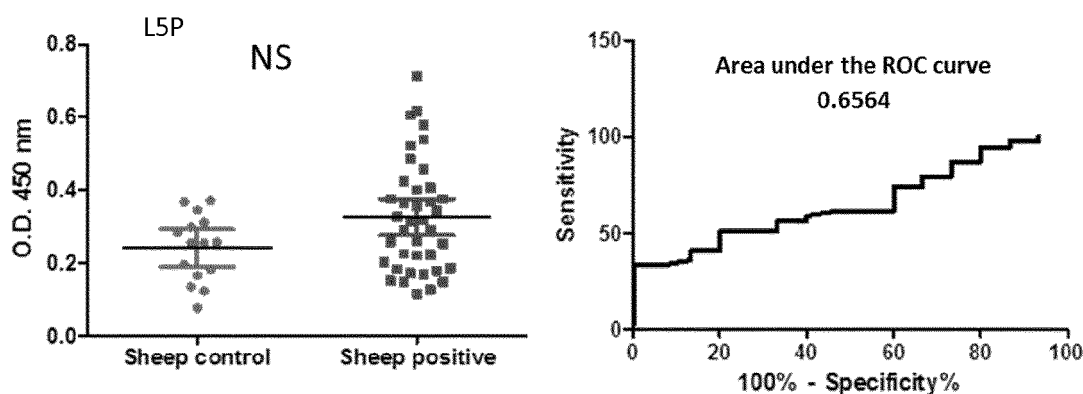 L5P
NS
0.8
0.6
0.4
0.2
0.0
O.D. 450 nm
Sheep control
Sheep positive
Area under the ROC curve
0.6564
150
100
50
0
Sensitivity
0 20 40 60 80 100
100% - Specificity%